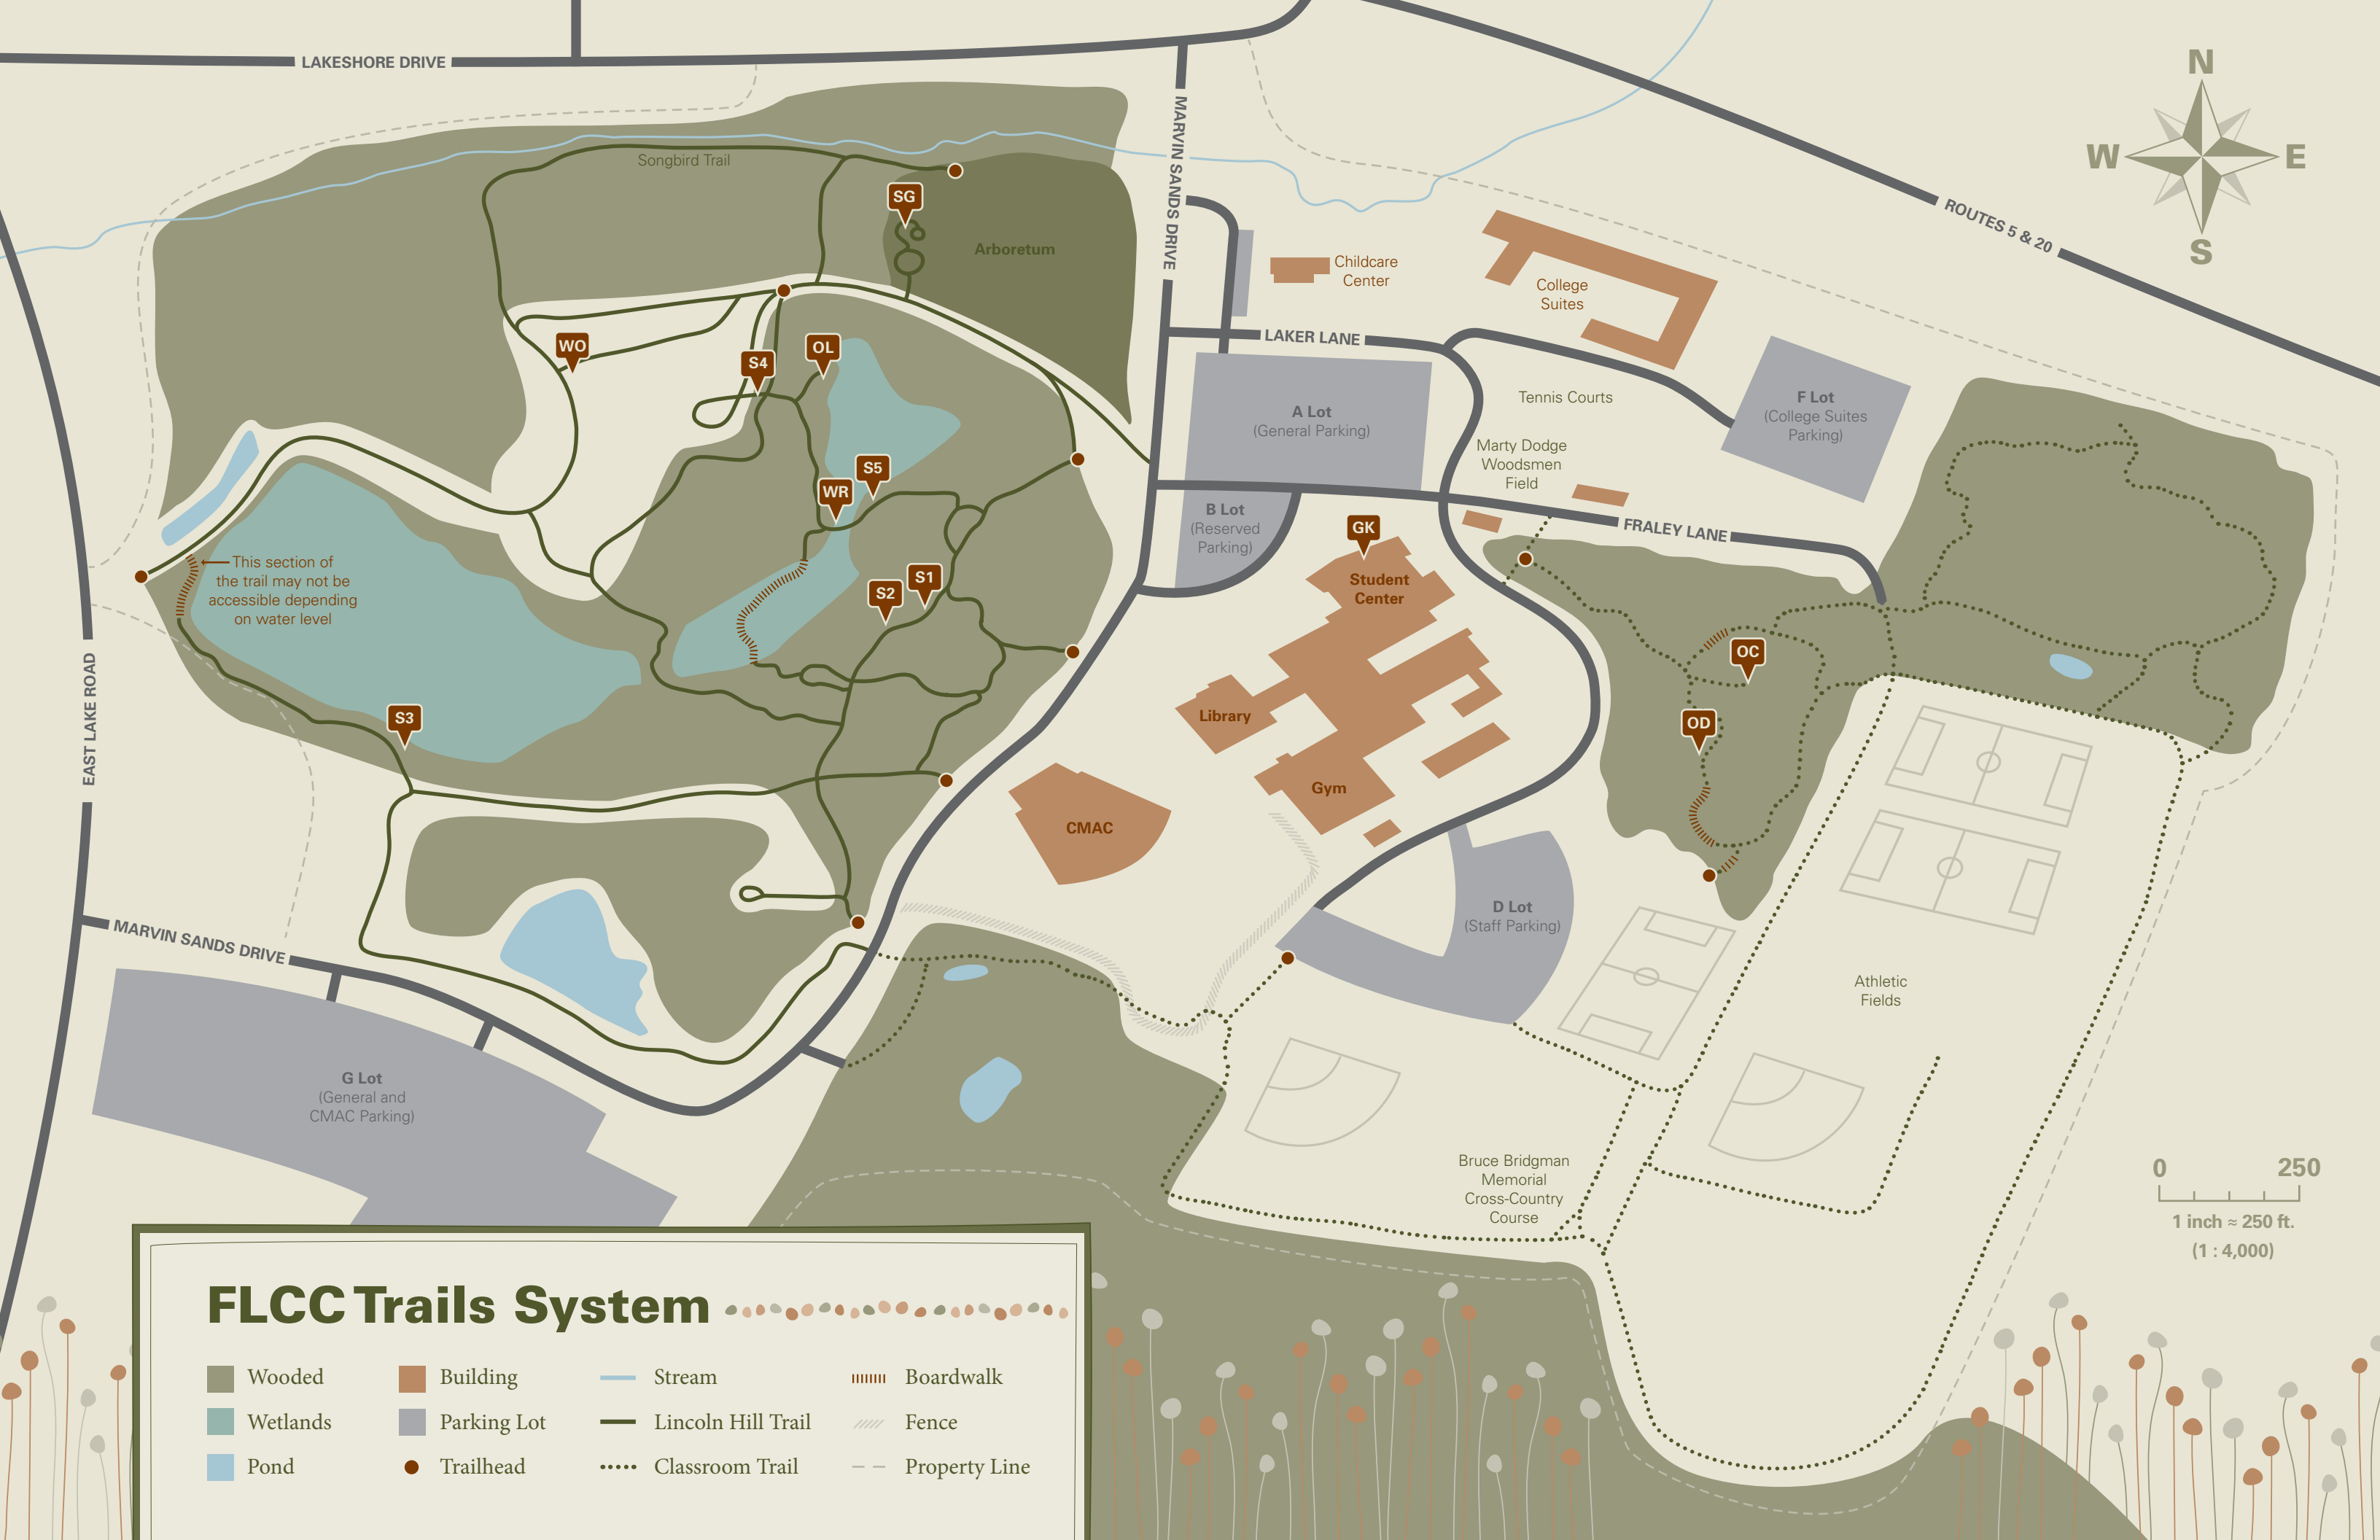 LAKESHORE DRIVE
N
W
E
S
MARVIN SANDS DRIVE
Songbird Trail
SG
Arboretum
ROUTES 5 & 20
Childcare
Center
College
Suites
LAKER LANE
WO
S4
OL
Tennis Courts
A Lot
(General Parking)
F Lot
(College Suites
Parking)
Marty Dodge
Woodsmen
Field
S5
WR
B Lot
(Reserved
Parking)
GK
FRALEY LANE
This section of
the trail may not be
accessible depending
on water level
S2
S1
Student
Center
OC
EAST LAKE ROAD
S3
Library
OD
Gym
CMAC
D Lot
(Staff Parking)
MARVIN SANDS DRIVE
Athletic
Fields
G Lot
(General and
CMAC Parking)
Bruce Bridgman
Memorial
Cross-Country
Course
0 250
1 inch ≈ 250 ft.
(1 : 4,000)
FLCC Trails System
Wooded
Building
Stream
Boardwalk
Wetlands
Parking Lot
Lincoln Hill Trail
Fence
Pond
Trailhead
Classroom Trail
Property Line